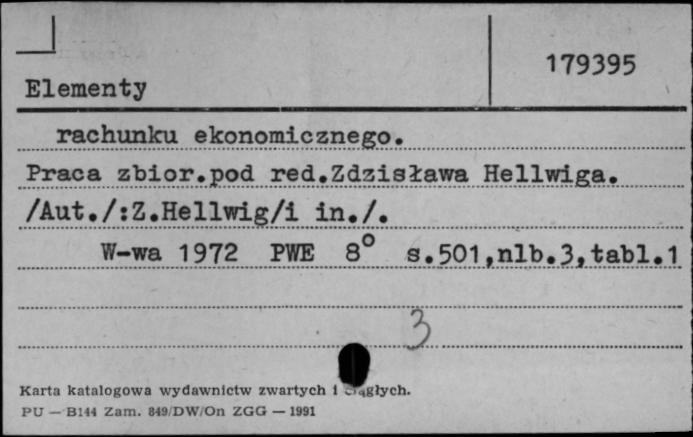 179395
Elementy
rachunku ekonomicznego.
Praca zbior.pod red.Zdzisława Hellwiga.
/Aut./:Z.Hellwig/i in./.
W-wa 1972 PWE 8° s.501,nlb.3,tabl.1
3
Karta katalogowa wydawnictw zwartych i
PU — B144 Zam. 849/DW/On ZGG — 1991